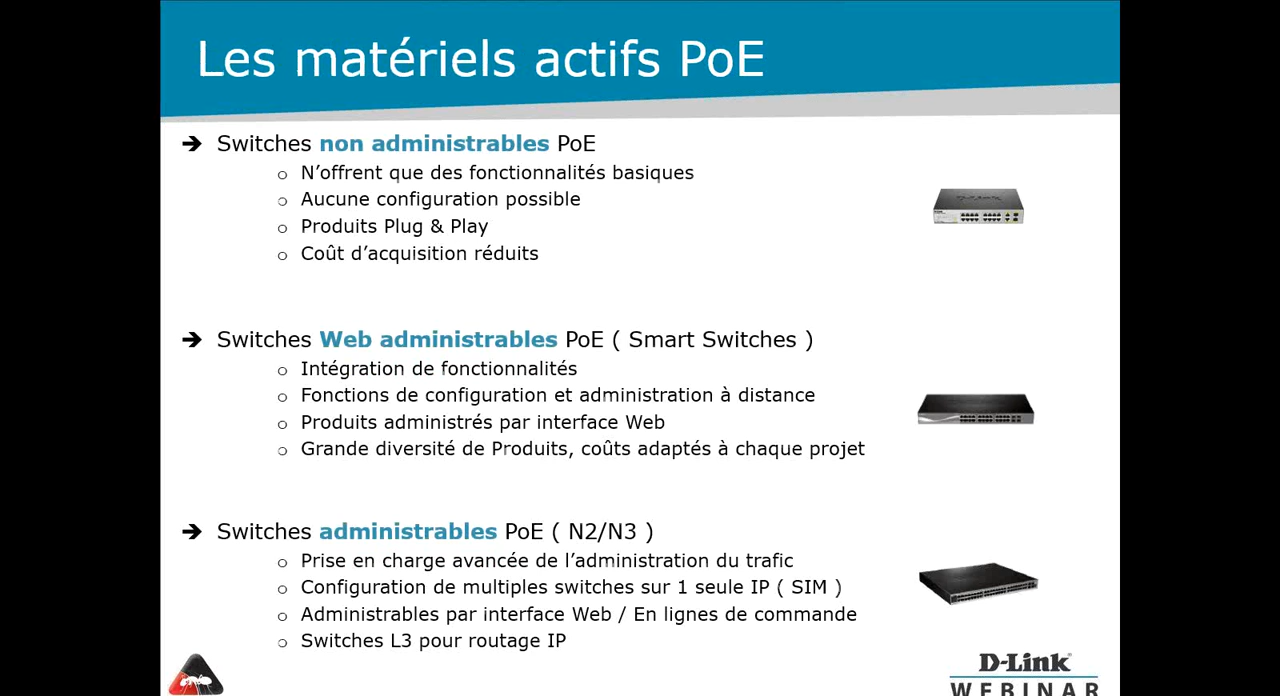 Les matériels actifs PoE
➔ Switches non administrables PoE
o N’offrent que des fonctionnalités basiques
o Aucune configuration possible
o Produits Plug & Play
o Coût d’acquisition réduits
➔ Switches Web administrables PoE ( Smart Switches )
o Intégration de fonctionnalités
o Fonctions de configuration et administration à distance
o Produits administrés par interface Web
o Grande diversité de Produits, coûts adaptés à chaque projet
➔ Switches administrables PoE ( N2/N3 )
o Prise en charge avancée de l’administration du trafic
o Configuration de multiples switches sur 1 seule IP ( SIM )
o Administrables par interface Web / En lignes de commande
o Switches L3 pour routage IP
D-Link
WEBINAR